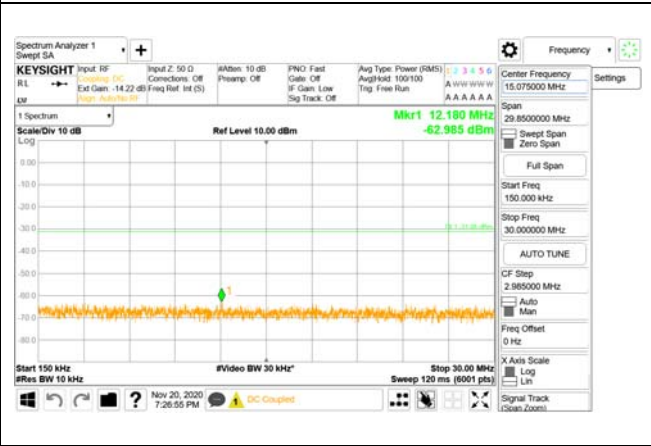 Spectrum Analyzer 1
Swept SA
Frequency
KEYSIGHT
Input: RF
Coupling: DC
Ext Gain: -14.22 dB
Align: Auto/No RF
Input Z: 50 Ω
Corrections: Off
Freq Ref: Int (S)
#Atten: 10 dB
Preamp: Off
PNO: Fast
Gate: Off
IF Gain: Low
Sig Track: Off
Avg Type: Power (RMS)
Avg|Hold: 100/100
Trig: Free Run
1 2 3 4 5 6
A W W W W W
A A A A A A
RL
Center Frequency
15.075000 MHz
Settings
Span
29.8500000 MHz
Swept Span
Zero Span
Full Span
Start Freq
150.000 kHz
Stop Freq
30.000000 MHz
AUTO TUNE
CF Step
2.985000 MHz
Auto
Man
Freq Offset
0 Hz
X Axis Scale
Log
Lin
Signal Track
(Span Zoom)
1 Spectrum
Scale/Div 10 dB
Log
Ref Level 10.00 dBm
Mkr1 12.180 MHz
-62.985 dBm
0.00
-10.0
-20.0
-30.0
-40.0
-50.0
-60.0
-70.0
-80.0
1
Start 150 kHz
#Res BW 10 kHz
#Video BW 30 kHz*
Stop 30.00 MHz
Sweep 120 ms (6001 pts)
Nov 20, 2020
7:26:55 PM
DC Coupled